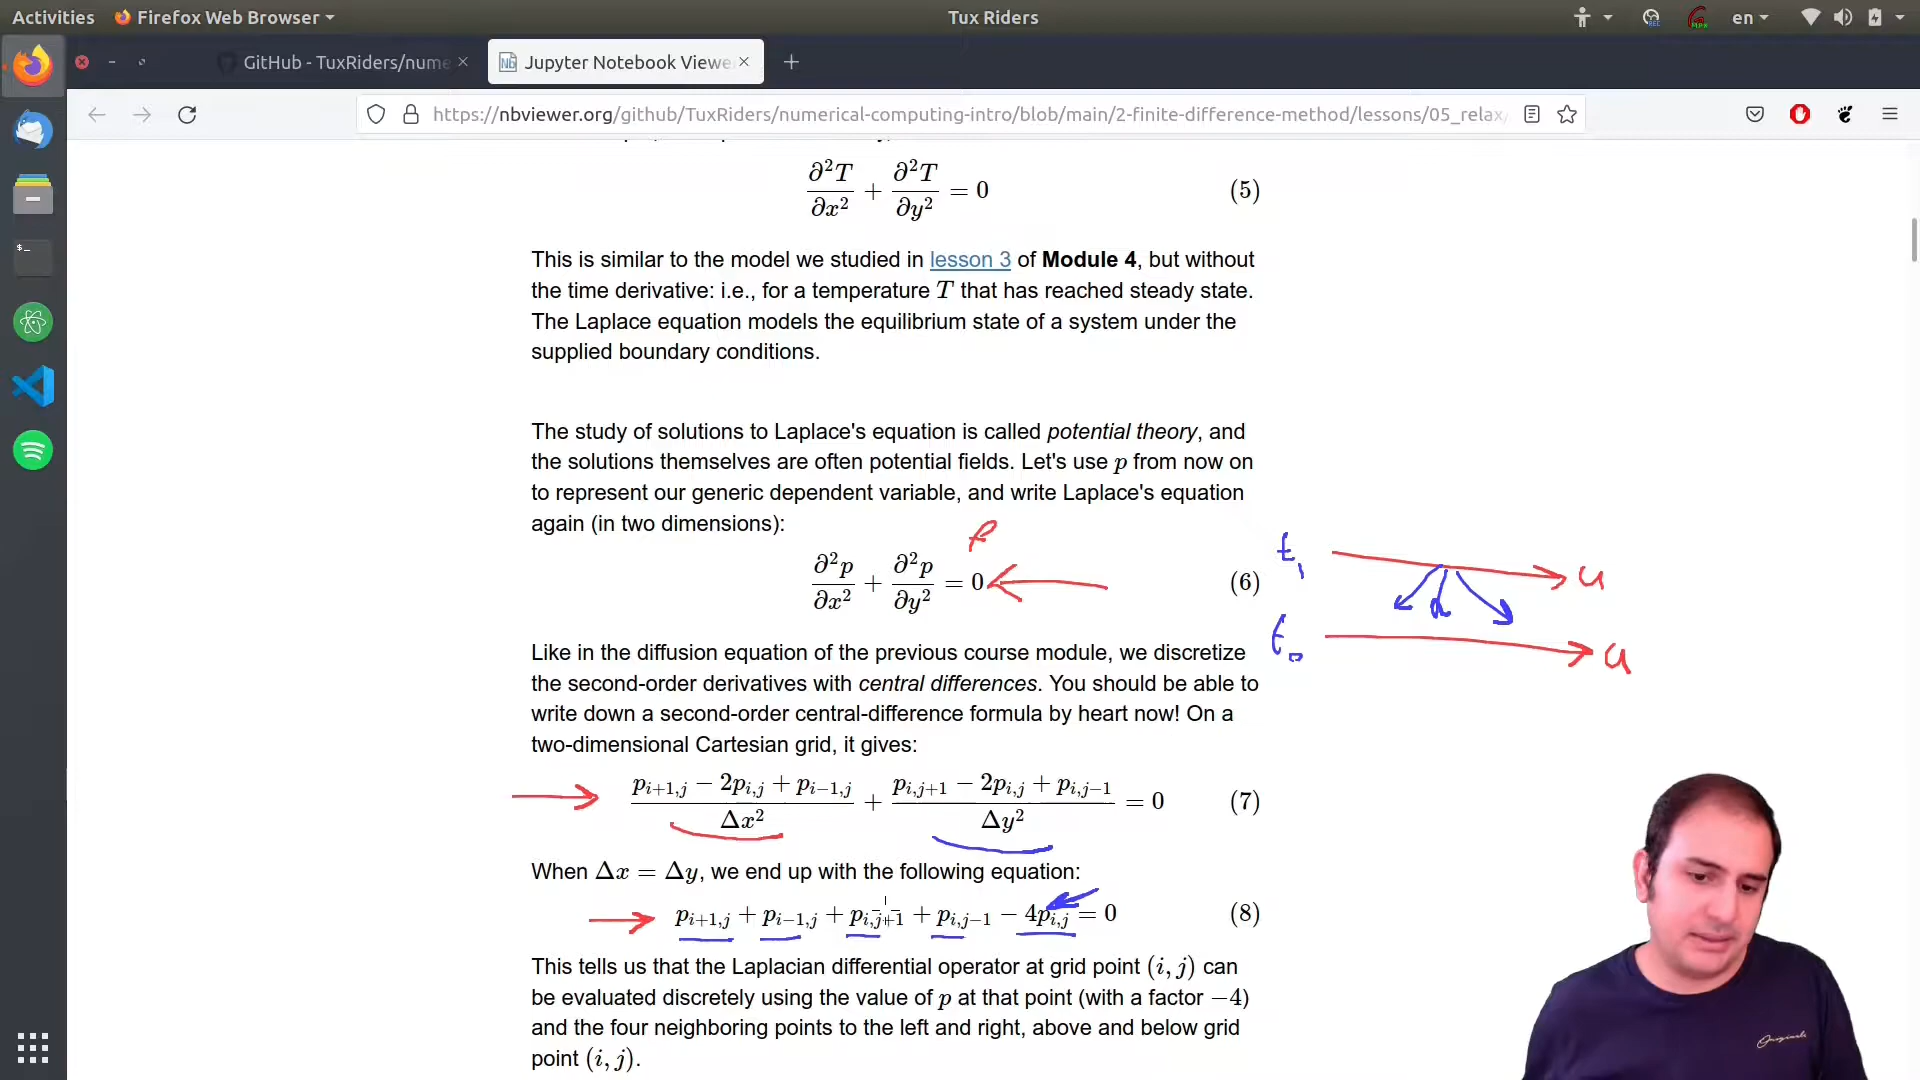 Activities Firefox Web Browser Tux Riders en
GitHub - TuxRiders/nume Jupyter Notebook Viewe
https://nbviewer.org/github/TuxRiders/numerical-computing-intro/blob/main/2-finite-difference-method/lessons/05_relax/
∂²T/∂x² + ∂²T/∂y² = 0 (5)
This is similar to the model we studied in lesson 3 of Module 4, but without
the time derivative: i.e., for a temperature T that has reached steady state.
The Laplace equation models the equilibrium state of a system under the
supplied boundary conditions.
The study of solutions to Laplace's equation is called potential theory, and
the solutions themselves are often potential fields. Let's use p from now on
to represent our generic dependent variable, and write Laplace's equation
again (in two dimensions):
f
∂²p/∂x² + ∂²p/∂y² = 0 (6)
t₁ u
d
t₀ u
Like in the diffusion equation of the previous course module, we discretize
the second-order derivatives with central differences. You should be able to
write down a second-order central-difference formula by heart now! On a
two-dimensional Cartesian grid, it gives:
(p_{i+1,j} − 2p_{i,j} + p_{i−1,j})/Δx² + (p_{i,j+1} − 2p_{i,j} + p_{i,j−1})/Δy² = 0 (7)
When Δx = Δy, we end up with the following equation:
p_{i+1,j} + p_{i−1,j} + p_{i,j+1} + p_{i,j−1} − 4p_{i,j} = 0 (8)
This tells us that the Laplacian differential operator at grid point (i, j) can
be evaluated discretely using the value of p at that point (with a factor −4)
and the four neighboring points to the left and right, above and below grid
point (i, j).